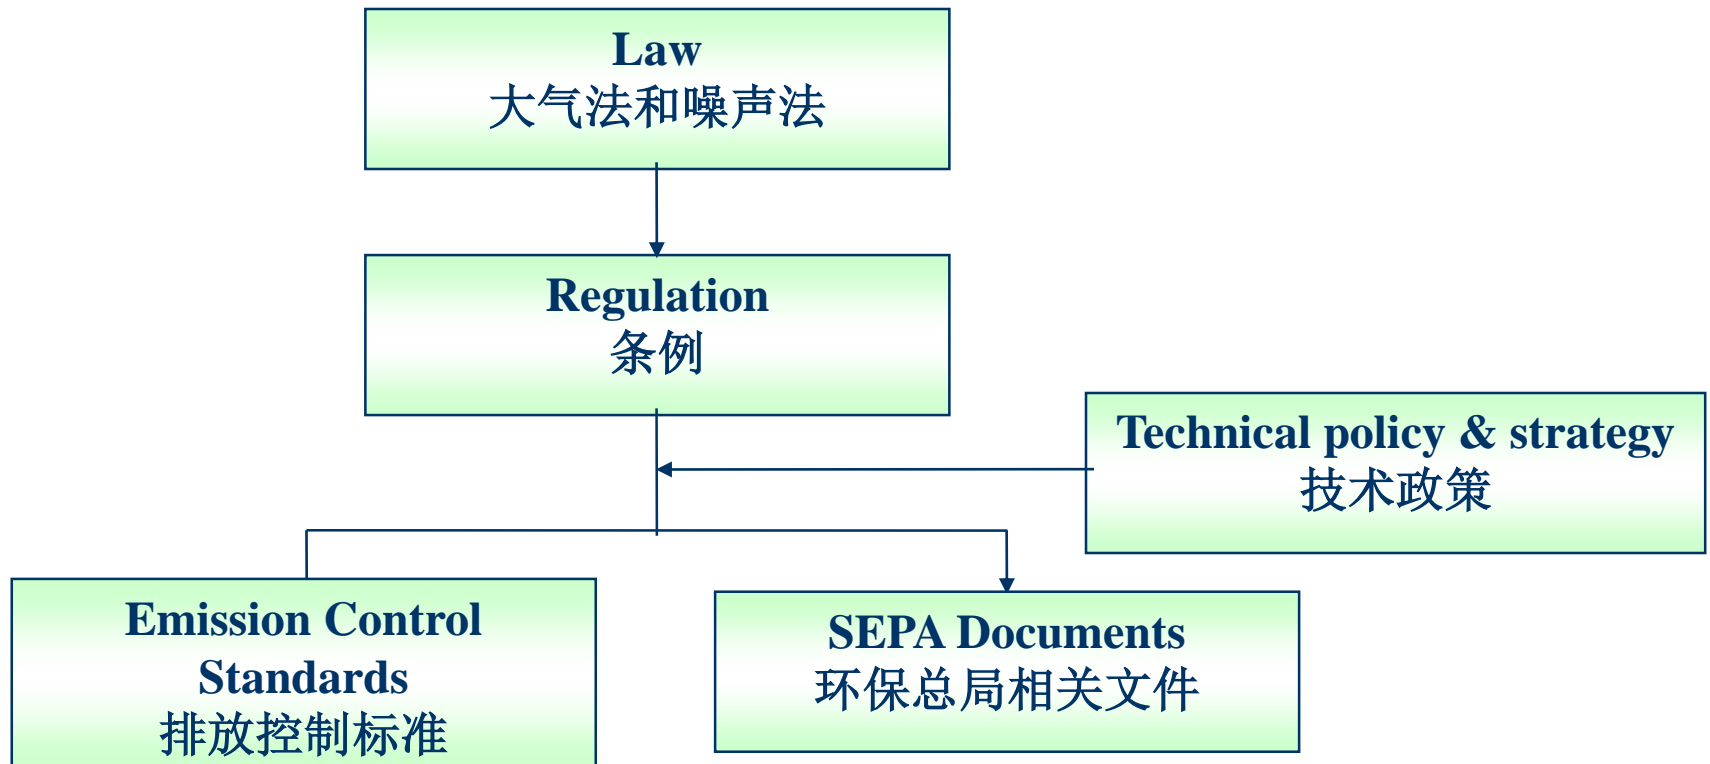 Law
大气法和噪声法
Regulation
条例
Technical policy & strategy
技术政策
Emission Control
Standards
排放控制标准
SEPA Documents
环保总局相关文件